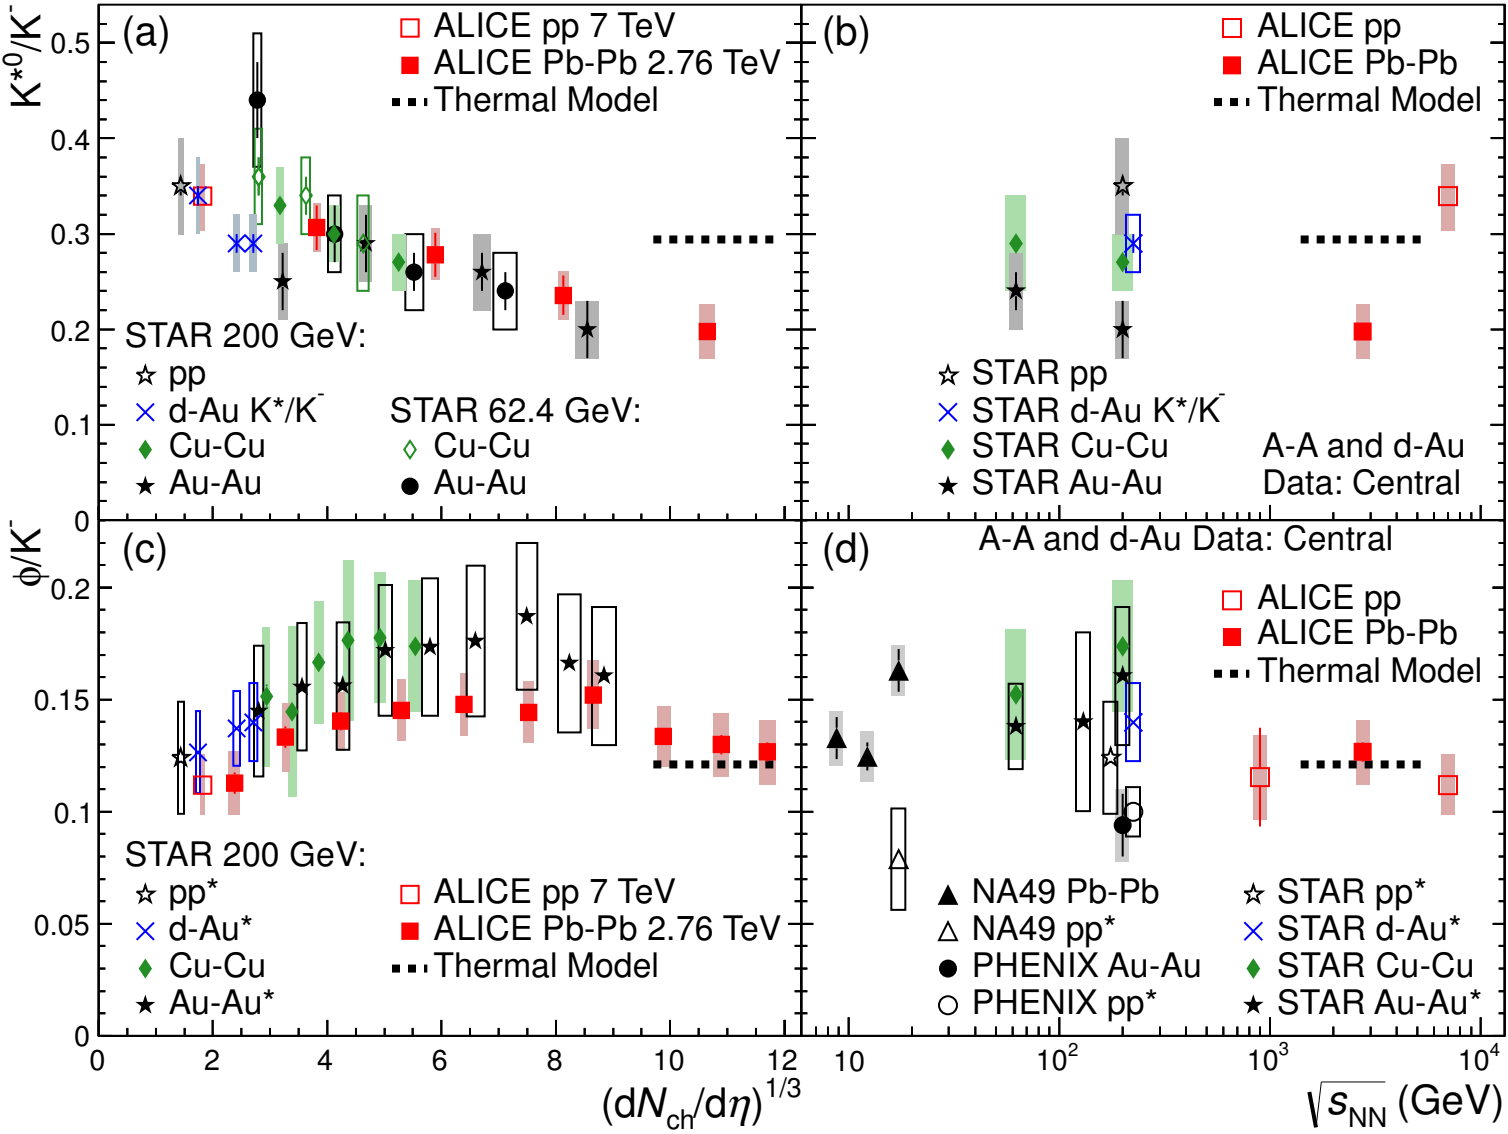 K*0/K-
(a)
ALICE pp 7 TeV
ALICE Pb-Pb 2.76 TeV
Thermal Model
0.5
0.4
0.3
0.2
0.1
0
STAR 200 GeV:
pp
d-Au K*/K-
Cu-Cu
Au-Au
STAR 62.4 GeV:
Cu-Cu
Au-Au
(b)
ALICE pp
ALICE Pb-Pb
Thermal Model
STAR pp
STAR d-Au K*/K-
STAR Cu-Cu
STAR Au-Au
A-A and d-Au
Data: Central
ϕ/K-
(c)
0.2
0.15
0.1
0.05
0
STAR 200 GeV:
pp*
d-Au*
Cu-Cu
Au-Au*
ALICE pp 7 TeV
ALICE Pb-Pb 2.76 TeV
Thermal Model
0 2 4 6 8 10 12
(dNch/dη)1/3
(d)
A-A and d-Au Data: Central
ALICE pp
ALICE Pb-Pb
Thermal Model
NA49 Pb-Pb
NA49 pp*
PHENIX Au-Au
PHENIX pp*
STAR pp*
STAR d-Au*
STAR Cu-Cu
STAR Au-Au*
10 10² 10³ 10⁴
√sNN (GeV)